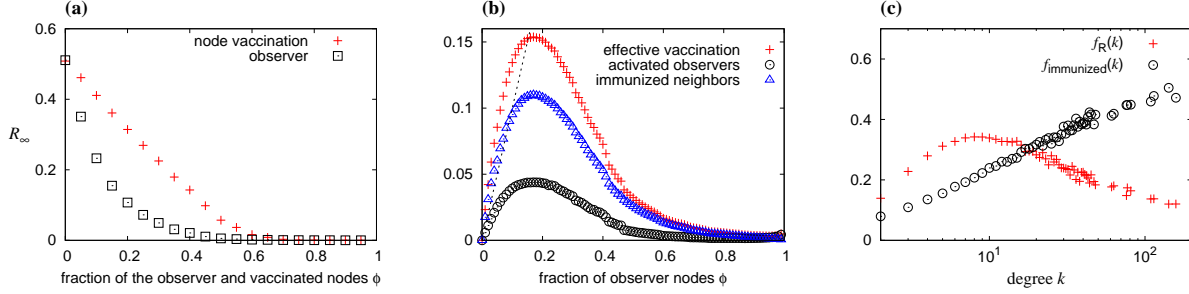 (a)
0.6
0.4
0.2
0
R∞
0 0.2 0.4 0.6 0.8 1
node vaccination
observer
fraction of the observer and vaccinated nodes ϕ
(b)
0.15
0.1
0.05
0
0 0.2 0.4 0.6 0.8 1
effective vaccination
activated observers
immunized neighbors
fraction of observer nodes ϕ
(c)
0.6
0.4
0.2
0
10¹ 10²
fR(k)
fimmunized(k)
degree k